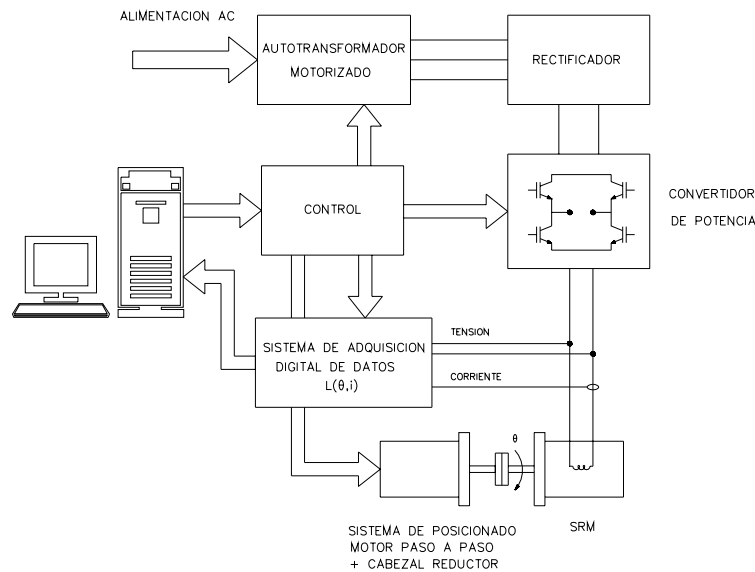 ALIMENTACION AC
AUTOTRANSFORMADOR
MOTORIZADO
RECTIFICADOR
CONTROL
CONVERTIDOR
DE POTENCIA
SISTEMA DE ADQUISICION
DIGITAL DE DATOS
L(θ,i)
TENSION
CORRIENTE
θ
SISTEMA DE POSICIONADO
MOTOR PASO A PASO
+ CABEZAL REDUCTOR
SRM